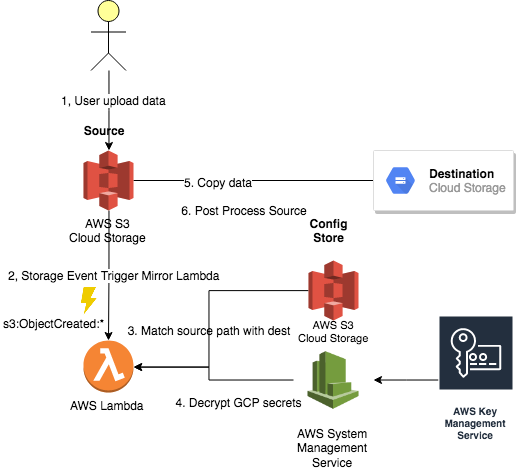 1, User upload data
Source
AWS S3
Cloud Storage
5. Copy data
Destination
Cloud Storage
6. Post Process Source
Config
Store
2, Storage Event Trigger Mirror Lambda
s3:ObjectCreated:*
3. Match source path with dest
AWS S3
Cloud Storage
AWS Lambda
4. Decrypt GCP secrets
AWS System
Management
Service
AWS Key
Management
Service